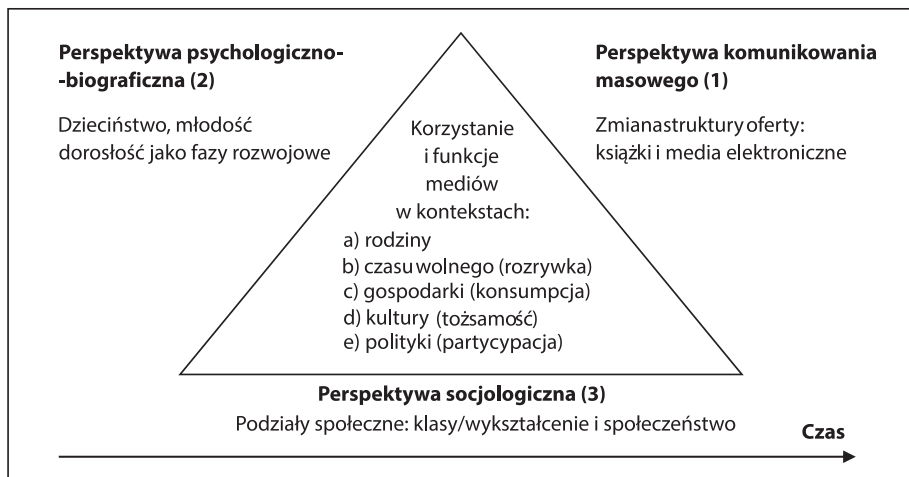 Perspektywa psychologiczno-
-biograficzna (2)
Dzieciństwo, młodość
dorosłość jako fazy rozwojowe
Perspektywa komunikowania
masowego (1)
Zmianastruktury oferty:
książki i media elektroniczne
Korzystanie
i funkcje
mediów
w kontekstach:
a) rodziny
b) czasu wolnego (rozrywka)
c) gospodarki (konsumpcja)
d) kultury (tożsamość)
e) polityki (partycypacja)
Perspektywa socjologiczna (3)
Podziały społeczne: klasy/wykształcenie i społeczeństwo
Czas